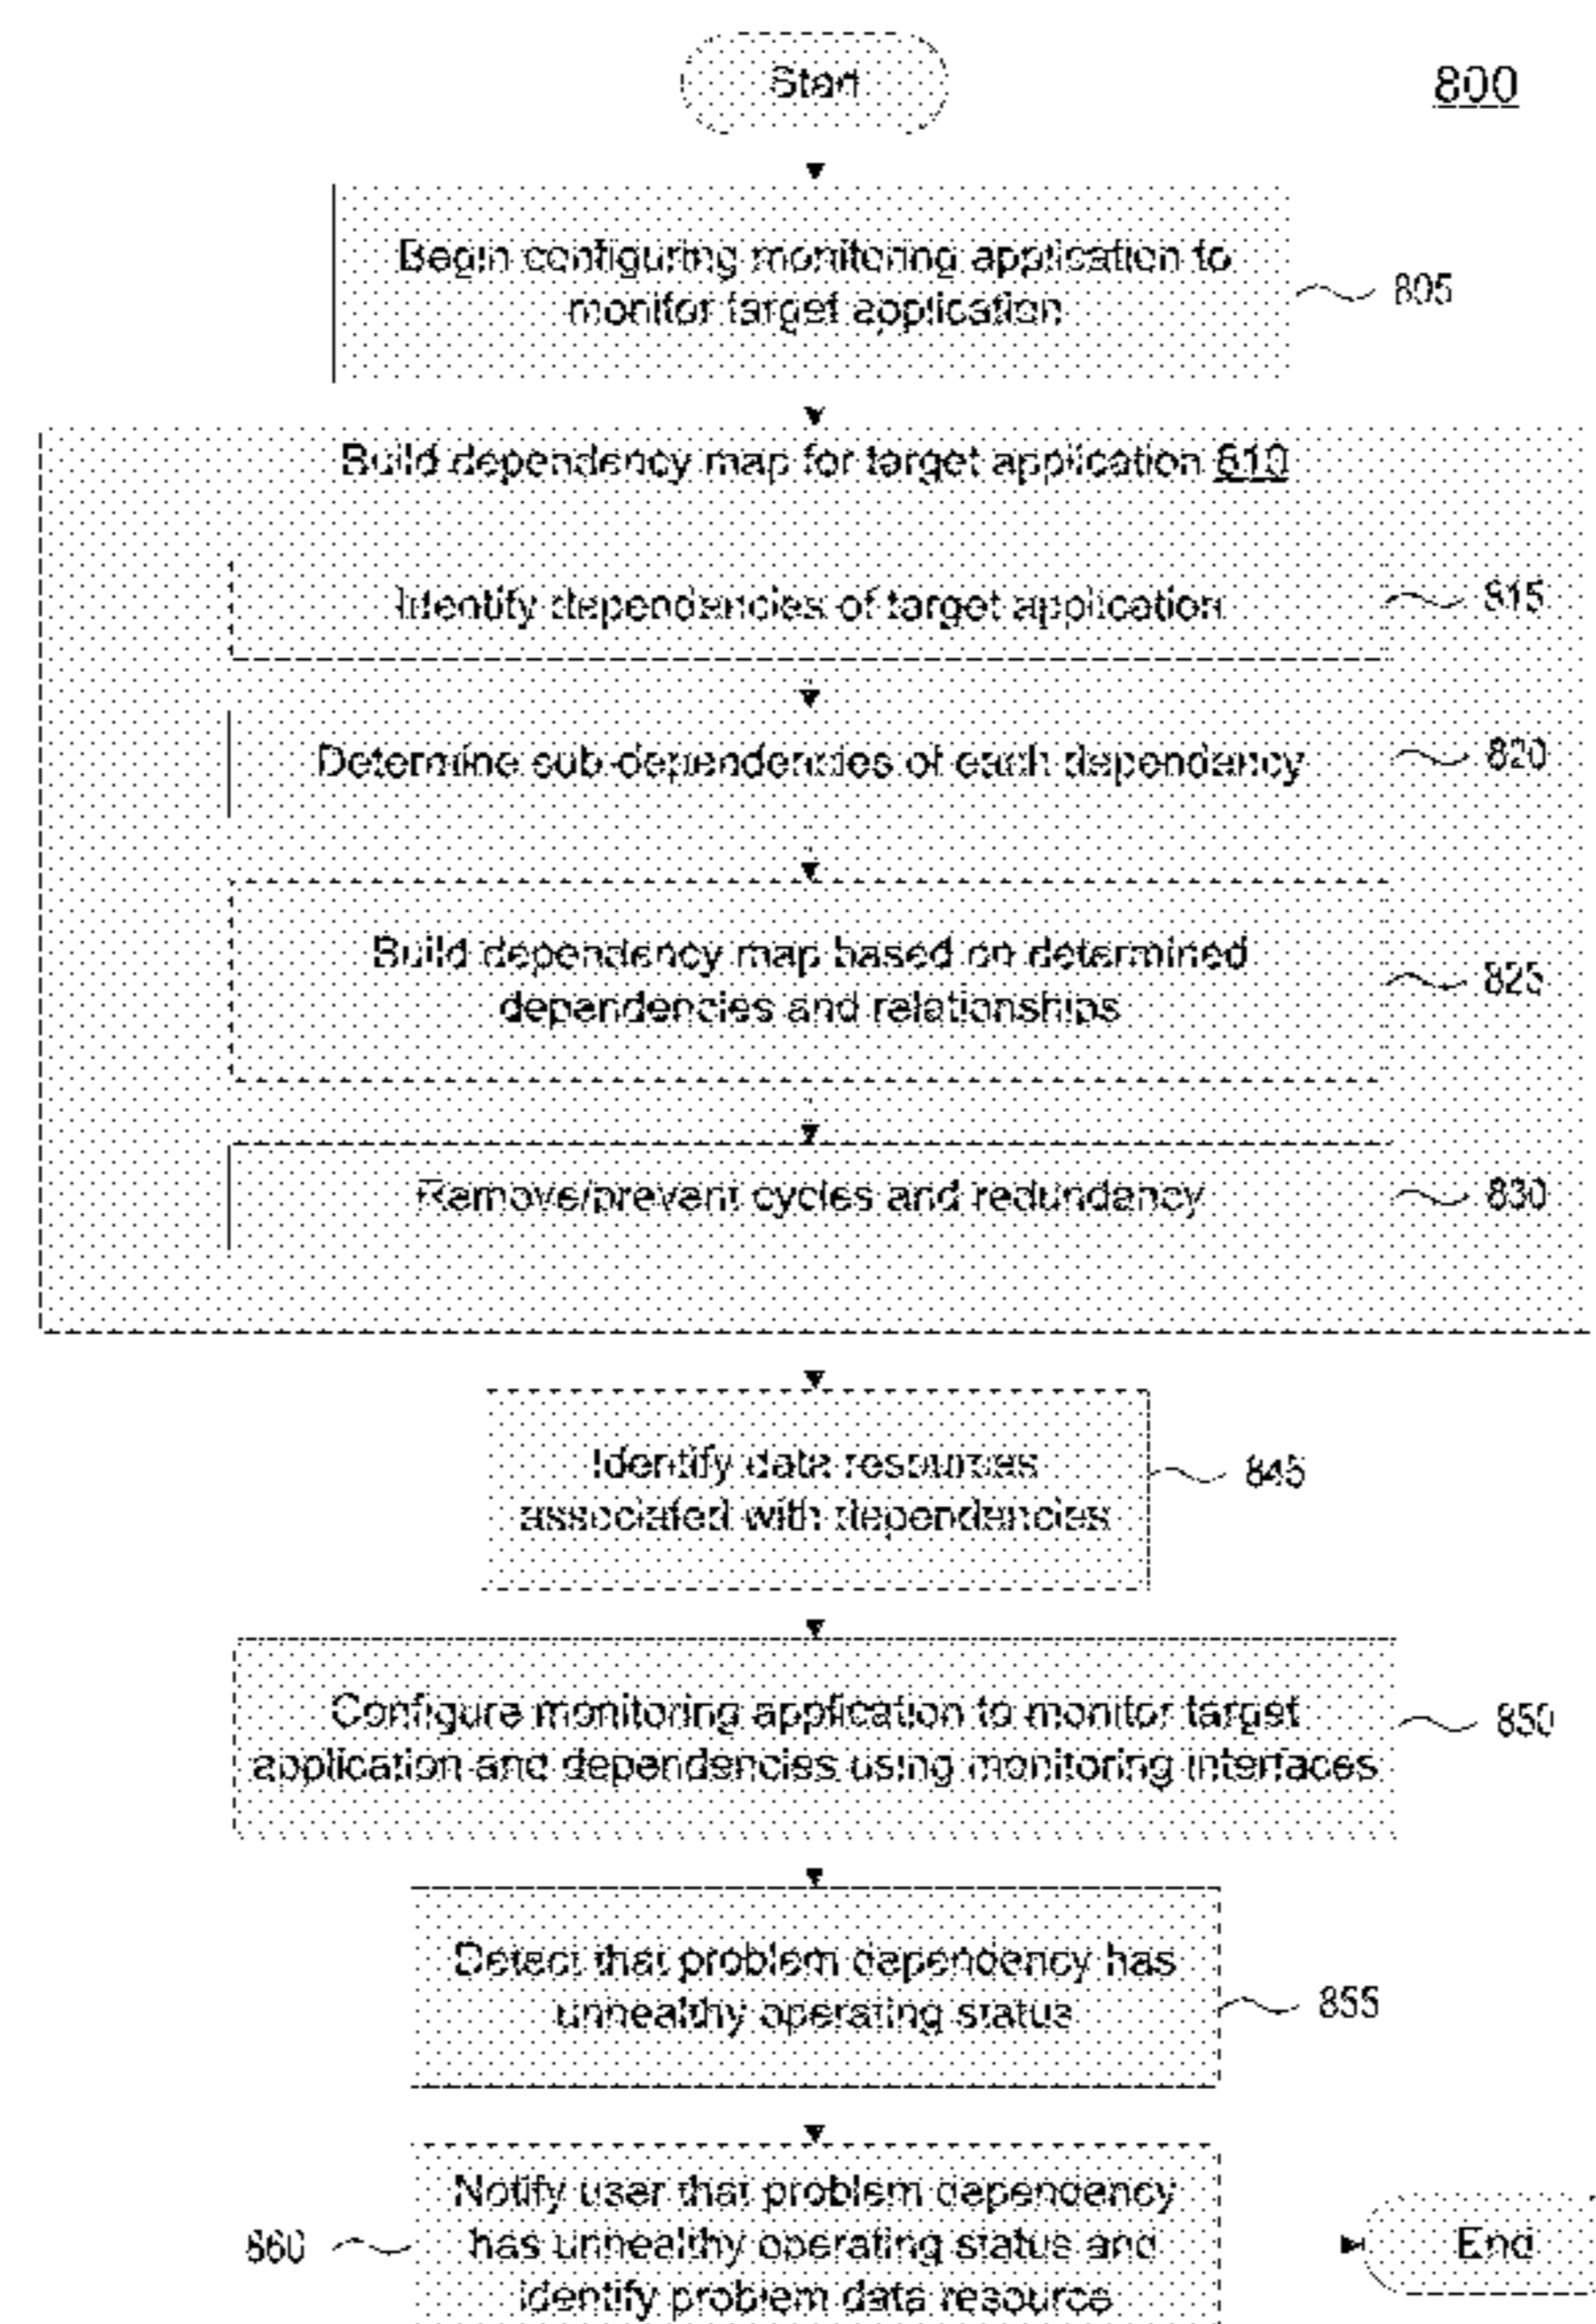 Start
800
Begin configuring monitoring application to
monitor target application
805
Build dependency map for target application 810
Identify dependencies of target application
815
Determine sub-dependencies of each dependency
820
Build dependency map based on determined
dependencies and relationships
825
Remove/prevent cycles and redundancy
830
Identify data resources
associated with dependencies
845
Configure monitoring application to monitor target
application and dependencies using monitoring interfaces
850
Detect that problem dependency has
unhealthy operating status
855
Notify user that problem dependency
has unhealthy operating status and
identify problem data resource
860
End